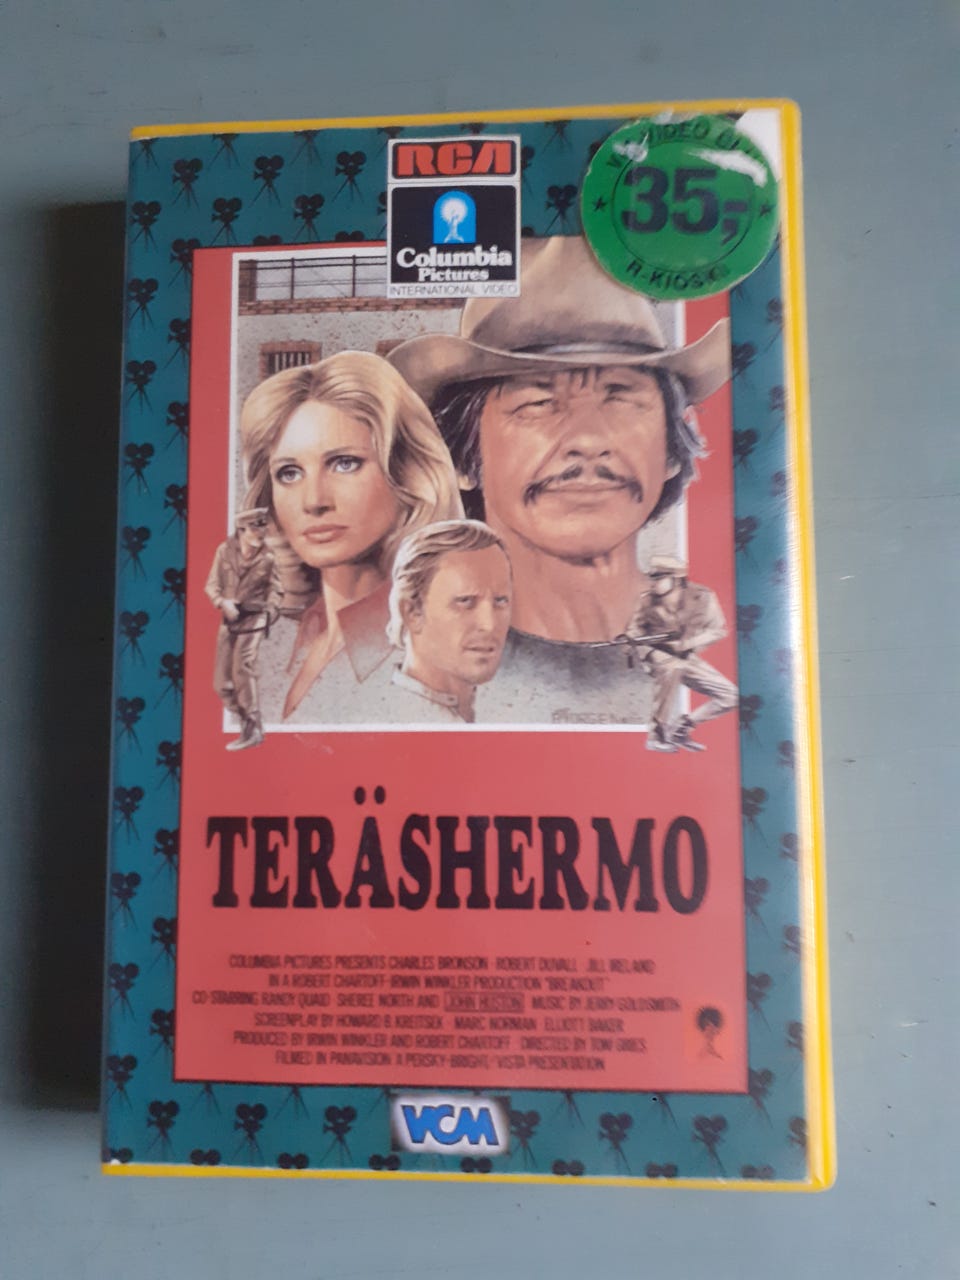 RCA
Columbia
Pictures
INTERNATIONAL VIDEO
VIDEO
35,-
R-KIOSKI
TERÄSHERMO
COLUMBIA PICTURES PRESENTS CHARLES BRONSON · ROBERT DUVALL · JILL IRELAND
IN A ROBERT CHARTOFF-IRWIN WINKLER PRODUCTION "BREAKOUT"
CO-STARRING RANDY QUAID · SHEREE NORTH AND JOHN HUSTON MUSIC BY JERRY GOLDSMITH
SCREENPLAY BY HOWARD B. KREITSEK · MARC NORMAN · ELLIOTT BAKER
PRODUCED BY IRWIN WINKLER AND ROBERT CHARTOFF · DIRECTED BY TOM GRIES
FILMED IN PANAVISION A PERSKY-BRIGHT/VISTA PRESENTATION
VCM